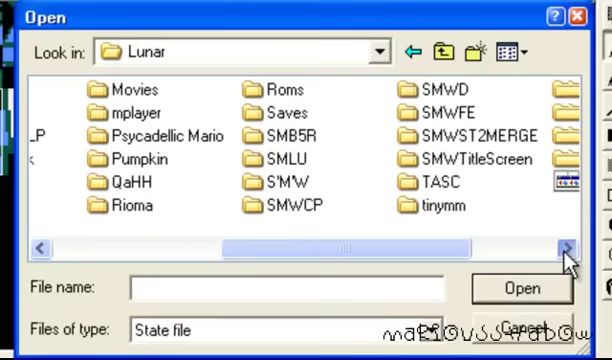 Open
Look in: Lunar
Movies Roms SMWD
mplayer Saves SMWFE
_P Psycadellic Mario SMB5R SMWST2MERGE
Pumpkin SMLU SMWTitleScreen
QaHH S'M'W TASC
Rioma SMWCP tinymm
File name: Open
Files of type: State file Cancel